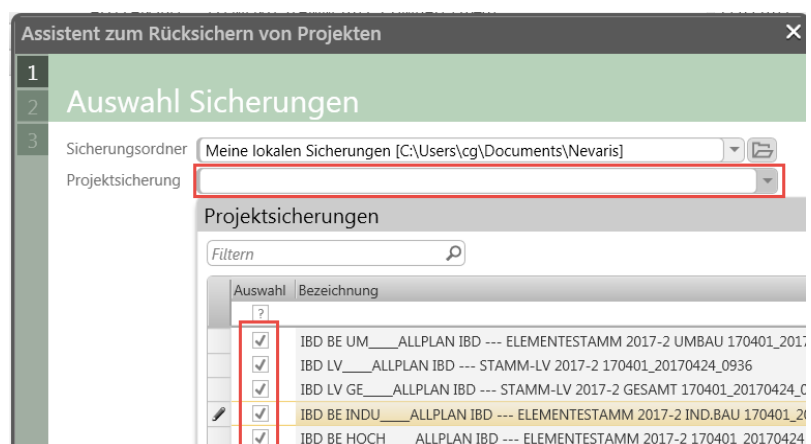 Assistent zum Rücksichern von Projekten
1
2
Auswahl Sicherungen
3
Sicherungsordner Meine lokalen Sicherungen [C:\Users\cg\Documents\Nevaris]
Projektsicherung
Projektsicherungen
Filtern
Auswahl Bezeichnung
?
IBD BE UM____ALLPLAN IBD --- ELEMENTESTAMM 2017-2 UMBAU 170401_2017
IBD LV____ALLPLAN IBD --- STAMM-LV 2017-2 170401_20170424_0936
IBD LV GE____ALLPLAN IBD --- STAMM-LV 2017-2 GESAMT 170401_20170424_0
IBD BE INDU____ALLPLAN IBD --- ELEMENTESTAMM 2017-2 IND.BAU 170401_20
IBD BE HOCH____ALLPLAN IBD --- ELEMENTESTAMM 2017-2 170401_20170424